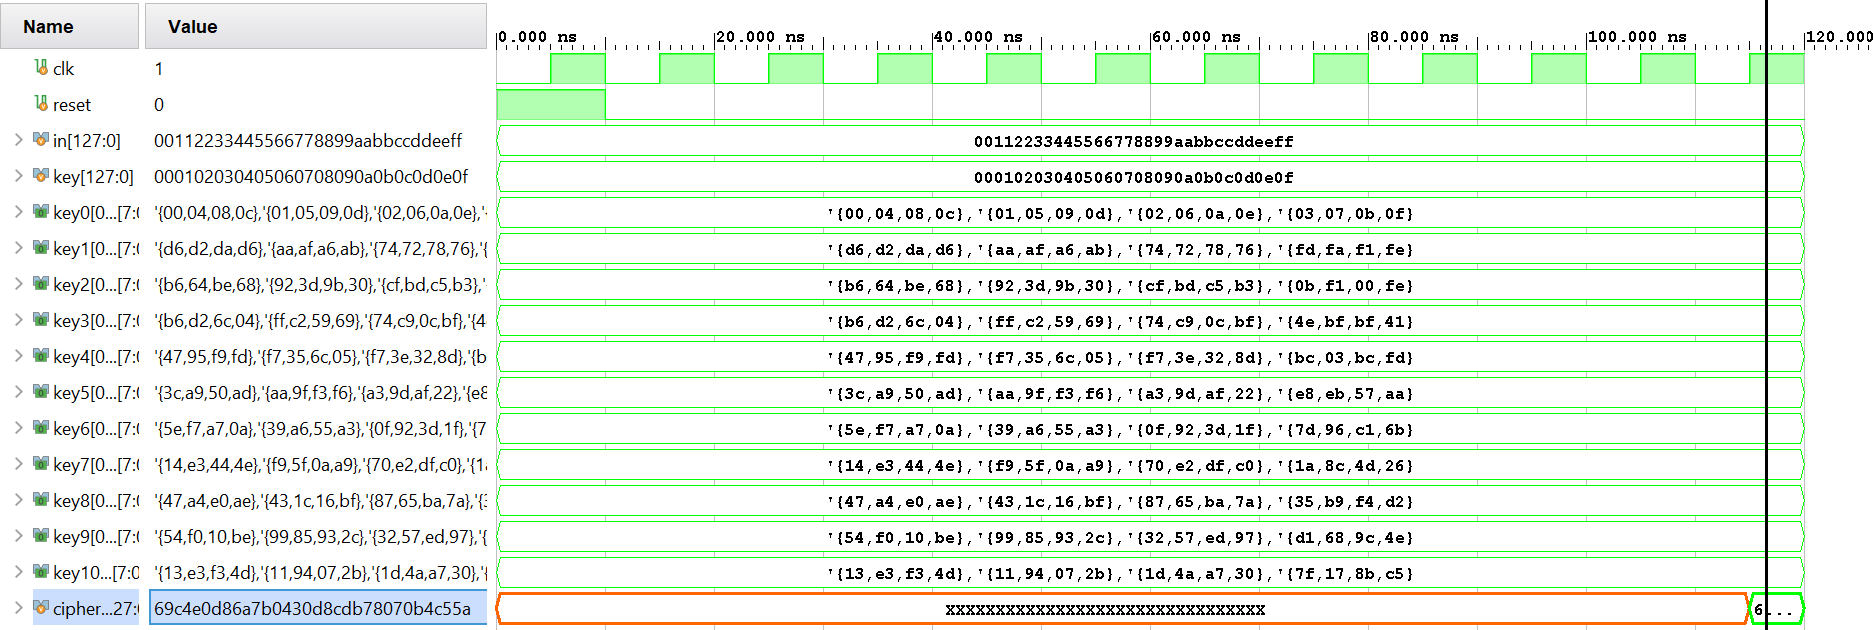 Name Value
0.000 ns 20.000 ns 40.000 ns 60.000 ns 80.000 ns 100.000 ns 120.000
clk 1
reset 0
in[127:0] 00112233445566778899aabbccddeeff 00112233445566778899aabbccddeeff
key[127:0] 000102030405060708090a0b0c0d0e0f 000102030405060708090a0b0c0d0e0f
key0[0...[7:0 '{00,04,08,0c},'{01,05,09,0d},'{02,06,0a,0e},'{ '{00,04,08,0c},'{01,05,09,0d},'{02,06,0a,0e},'{03,07,0b,0f}
key1[0...[7:0 '{d6,d2,da,d6},'{aa,af,a6,ab},'{74,72,78,76},'{ '{d6,d2,da,d6},'{aa,af,a6,ab},'{74,72,78,76},'{fd,fa,f1,fe}
key2[0...[7:0 '{b6,64,be,68},'{92,3d,9b,30},'{cf,bd,c5,b3},' '{b6,64,be,68},'{92,3d,9b,30},'{cf,bd,c5,b3},'{0b,f1,00,fe}
key3[0...[7:0 '{b6,d2,6c,04},'{ff,c2,59,69},'{74,c9,0c,bf},'{4 '{b6,d2,6c,04},'{ff,c2,59,69},'{74,c9,0c,bf},'{4e,bf,bf,41}
key4[0...[7:0 '{47,95,f9,fd},'{f7,35,6c,05},'{f7,3e,32,8d},'{b '{47,95,f9,fd},'{f7,35,6c,05},'{f7,3e,32,8d},'{bc,03,bc,fd}
key5[0...[7:0 '{3c,a9,50,ad},'{aa,9f,f3,f6},'{a3,9d,af,22},'{e8 '{3c,a9,50,ad},'{aa,9f,f3,f6},'{a3,9d,af,22},'{e8,eb,57,aa}
key6[0...[7:0 '{5e,f7,a7,0a},'{39,a6,55,a3},'{0f,92,3d,1f},'{7 '{5e,f7,a7,0a},'{39,a6,55,a3},'{0f,92,3d,1f},'{7d,96,c1,6b}
key7[0...[7:0 '{14,e3,44,4e},'{f9,5f,0a,a9},'{70,e2,df,c0},'{1a '{14,e3,44,4e},'{f9,5f,0a,a9},'{70,e2,df,c0},'{1a,8c,4d,26}
key8[0...[7:0 '{47,a4,e0,ae},'{43,1c,16,bf},'{87,65,ba,7a},'{3 '{47,a4,e0,ae},'{43,1c,16,bf},'{87,65,ba,7a},'{35,b9,f4,d2}
key9[0...[7:0 '{54,f0,10,be},'{99,85,93,2c},'{32,57,ed,97},'{ '{54,f0,10,be},'{99,85,93,2c},'{32,57,ed,97},'{d1,68,9c,4e}
key10...[7:0 '{13,e3,f3,4d},'{11,94,07,2b},'{1d,4a,a7,30},'{ '{13,e3,f3,4d},'{11,94,07,2b},'{1d,4a,a7,30},'{7f,17,8b,c5}
cipher...27:0 69c4e0d86a7b0430d8cdb78070b4c55a XXXXXXXXXXXXXXXXXXXXXXXXXXXXXXXX 6...